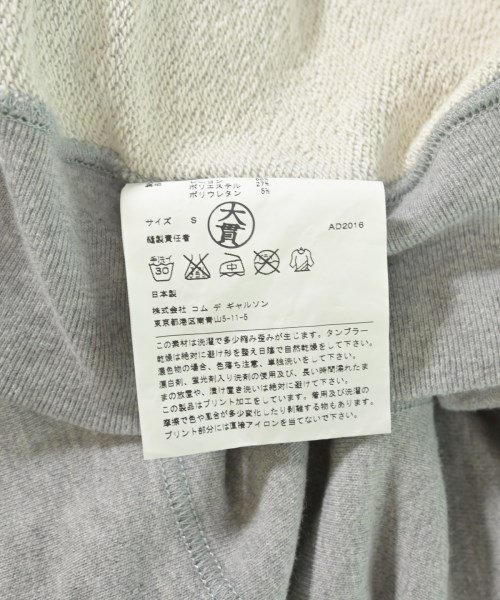 ポリエステル 27%
ポリウレタン 5%
サイズ S
大貫
AD2016
縫製責任者
手洗イ
30
中
日本製
株式会社 コム デ ギャルソン
東京都港区南青山5-11-5
この素材は洗濯で多少縮み歪みが生じます。タンブラー
乾燥は絶対に避け形を整え日陰で自然乾燥をして下さい。
濃色物の場合、色落ち注意、単独洗いをして下さい。
漂白剤、蛍光剤入り洗剤の使用及び、長い時間濡れたま
まの放置や、漬け置き洗いは絶対に避けて下さい。
この製品はプリント加工をしています。着用及び洗濯の
摩擦で色や風合が多少変化したり剥離する物もあります。
プリント部分には直接アイロンを当てないで下さい。